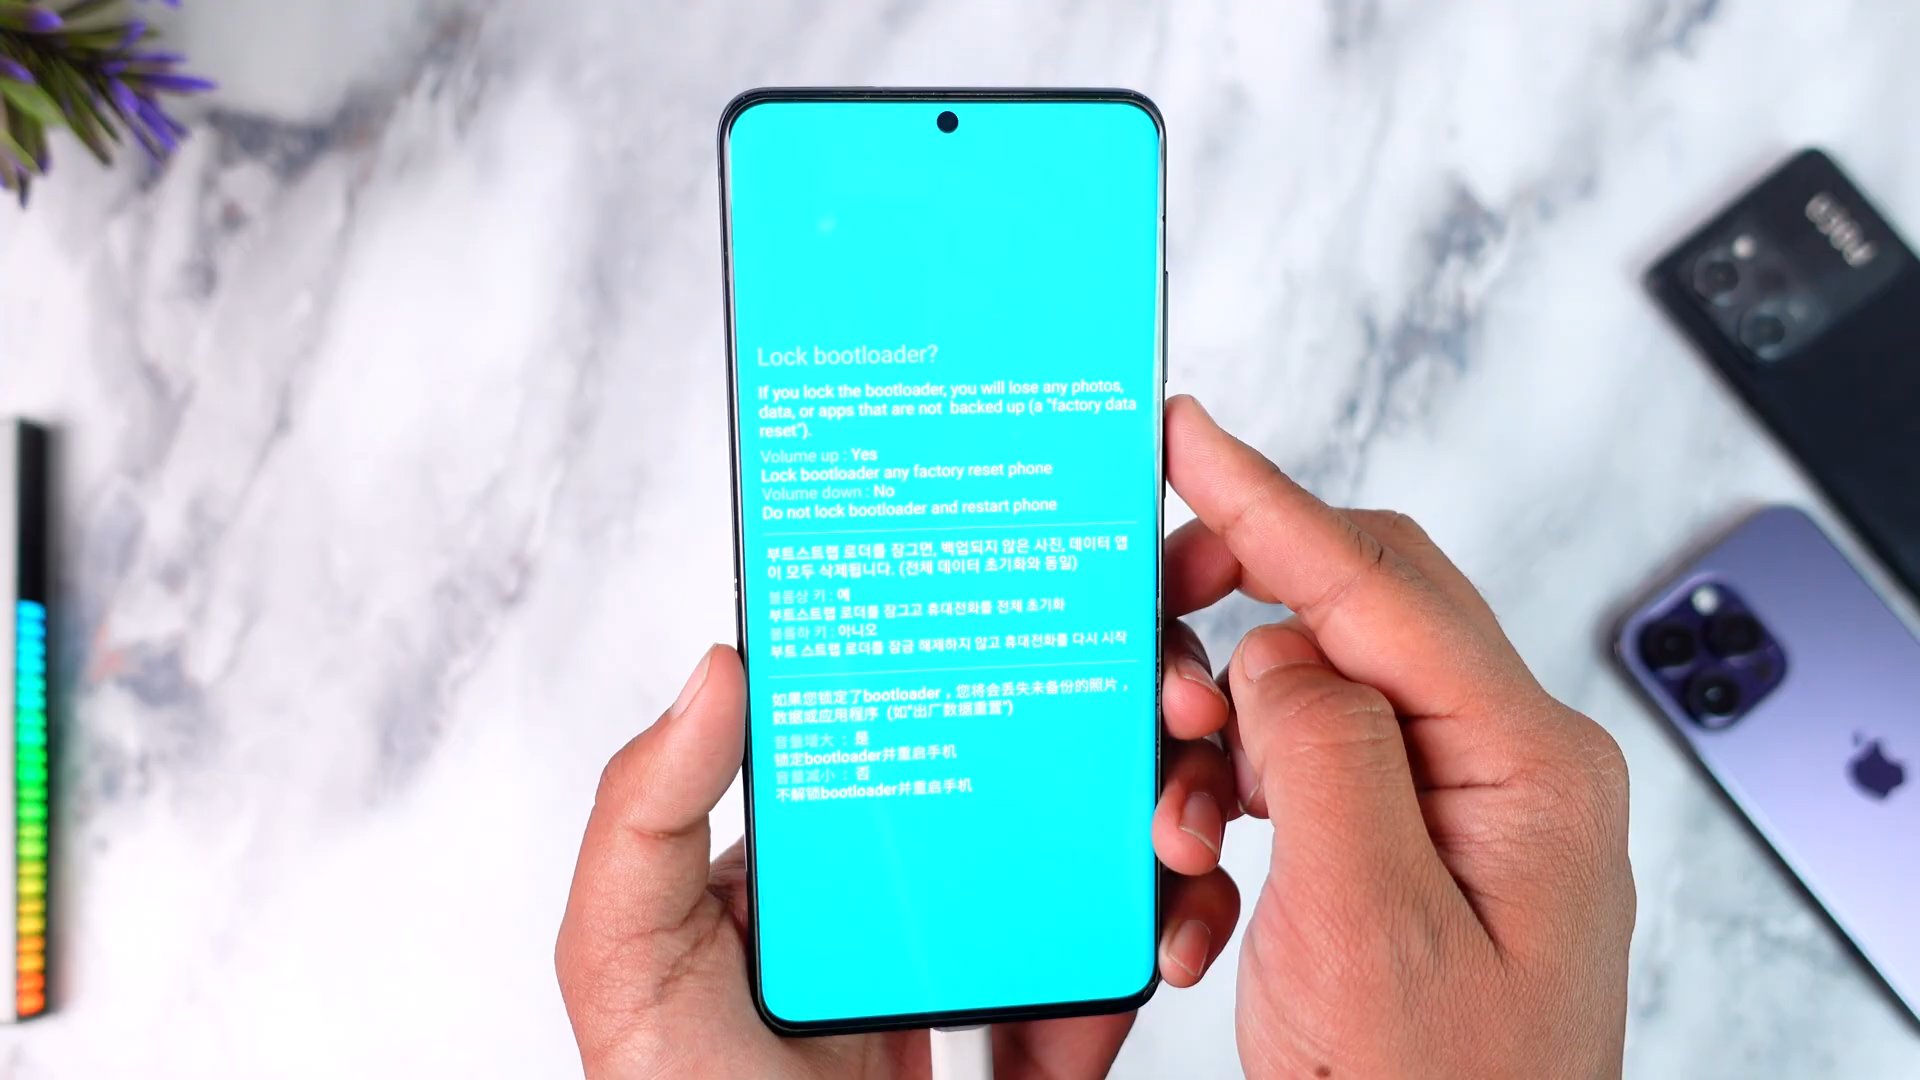 Lock bootloader?
If you lock the bootloader, you will lose any photos,
data, or apps that are not backed up (a "factory data
reset").
Volume up : Yes
Lock bootloader any factory reset phone
Volume down : No
Do not lock bootloader and restart phone
부트스트랩 로더를 잠그면, 백업되지 않은 사진, 데이터 앱
이 모두 삭제됩니다. (전체 데이터 초기화와 동일)
볼륨상 키 : 예
부트스트랩 로더를 잠그고 휴대전화를 전체 초기화
볼륨하 키 : 아니오
부트 스트랩 로더를 잠금 해제하지 않고 휴대전화를 다시 시작
如果您锁定了bootloader，您将会丢失未备份的照片，
数据或应用程序（如"出厂数据重置"）
音量增大 ： 是
锁定bootloader并重启手机
音量减小 ： 否
不解锁bootloader并重启手机
POCO